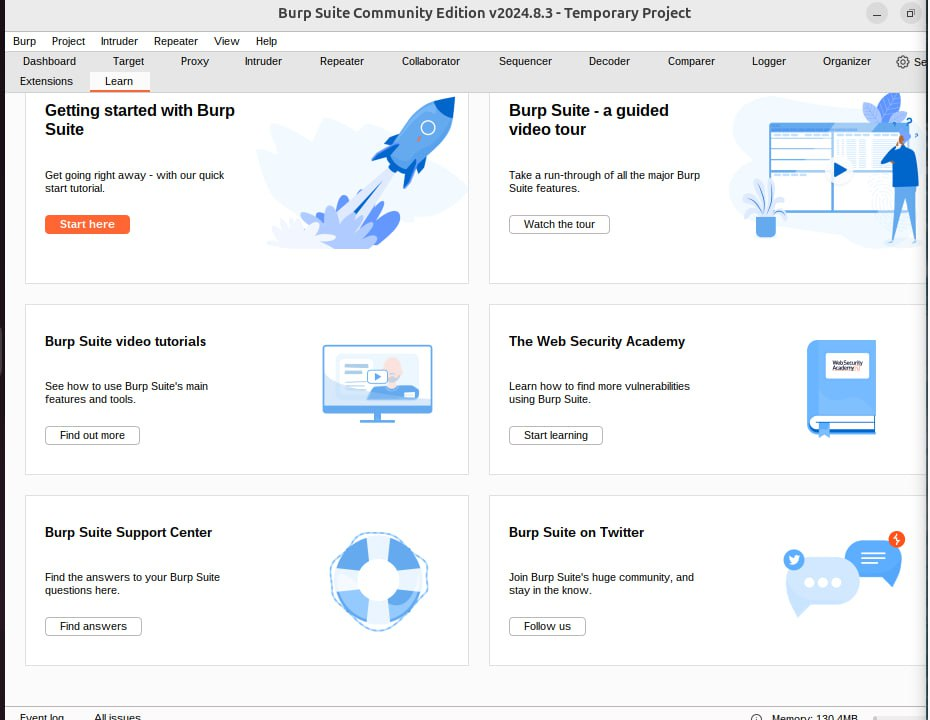 Burp Suite Community Edition v2024.8.3 - Temporary Project
Burp Project Intruder Repeater View Help
Dashboard Target Proxy Intruder Repeater Collaborator Sequencer Decoder Comparer Logger Organizer Se
Extensions Learn
Getting started with Burp
Suite
Get going right away - with our quick
start tutorial.
Start here
Burp Suite - a guided
video tour
Take a run-through of all the major Burp
Suite features.
Watch the tour
Burp Suite video tutorials
See how to use Burp Suite's main
features and tools.
Find out more
The Web Security Academy
Learn how to find more vulnerabilities
using Burp Suite.
Start learning
WebSecurity
Academy
Burp Suite Support Center
Find the answers to your Burp Suite
questions here.
Find answers
Burp Suite on Twitter
Join Burp Suite's huge community, and
stay in the know.
Follow us
Event log All issues Memory: 130.4MB